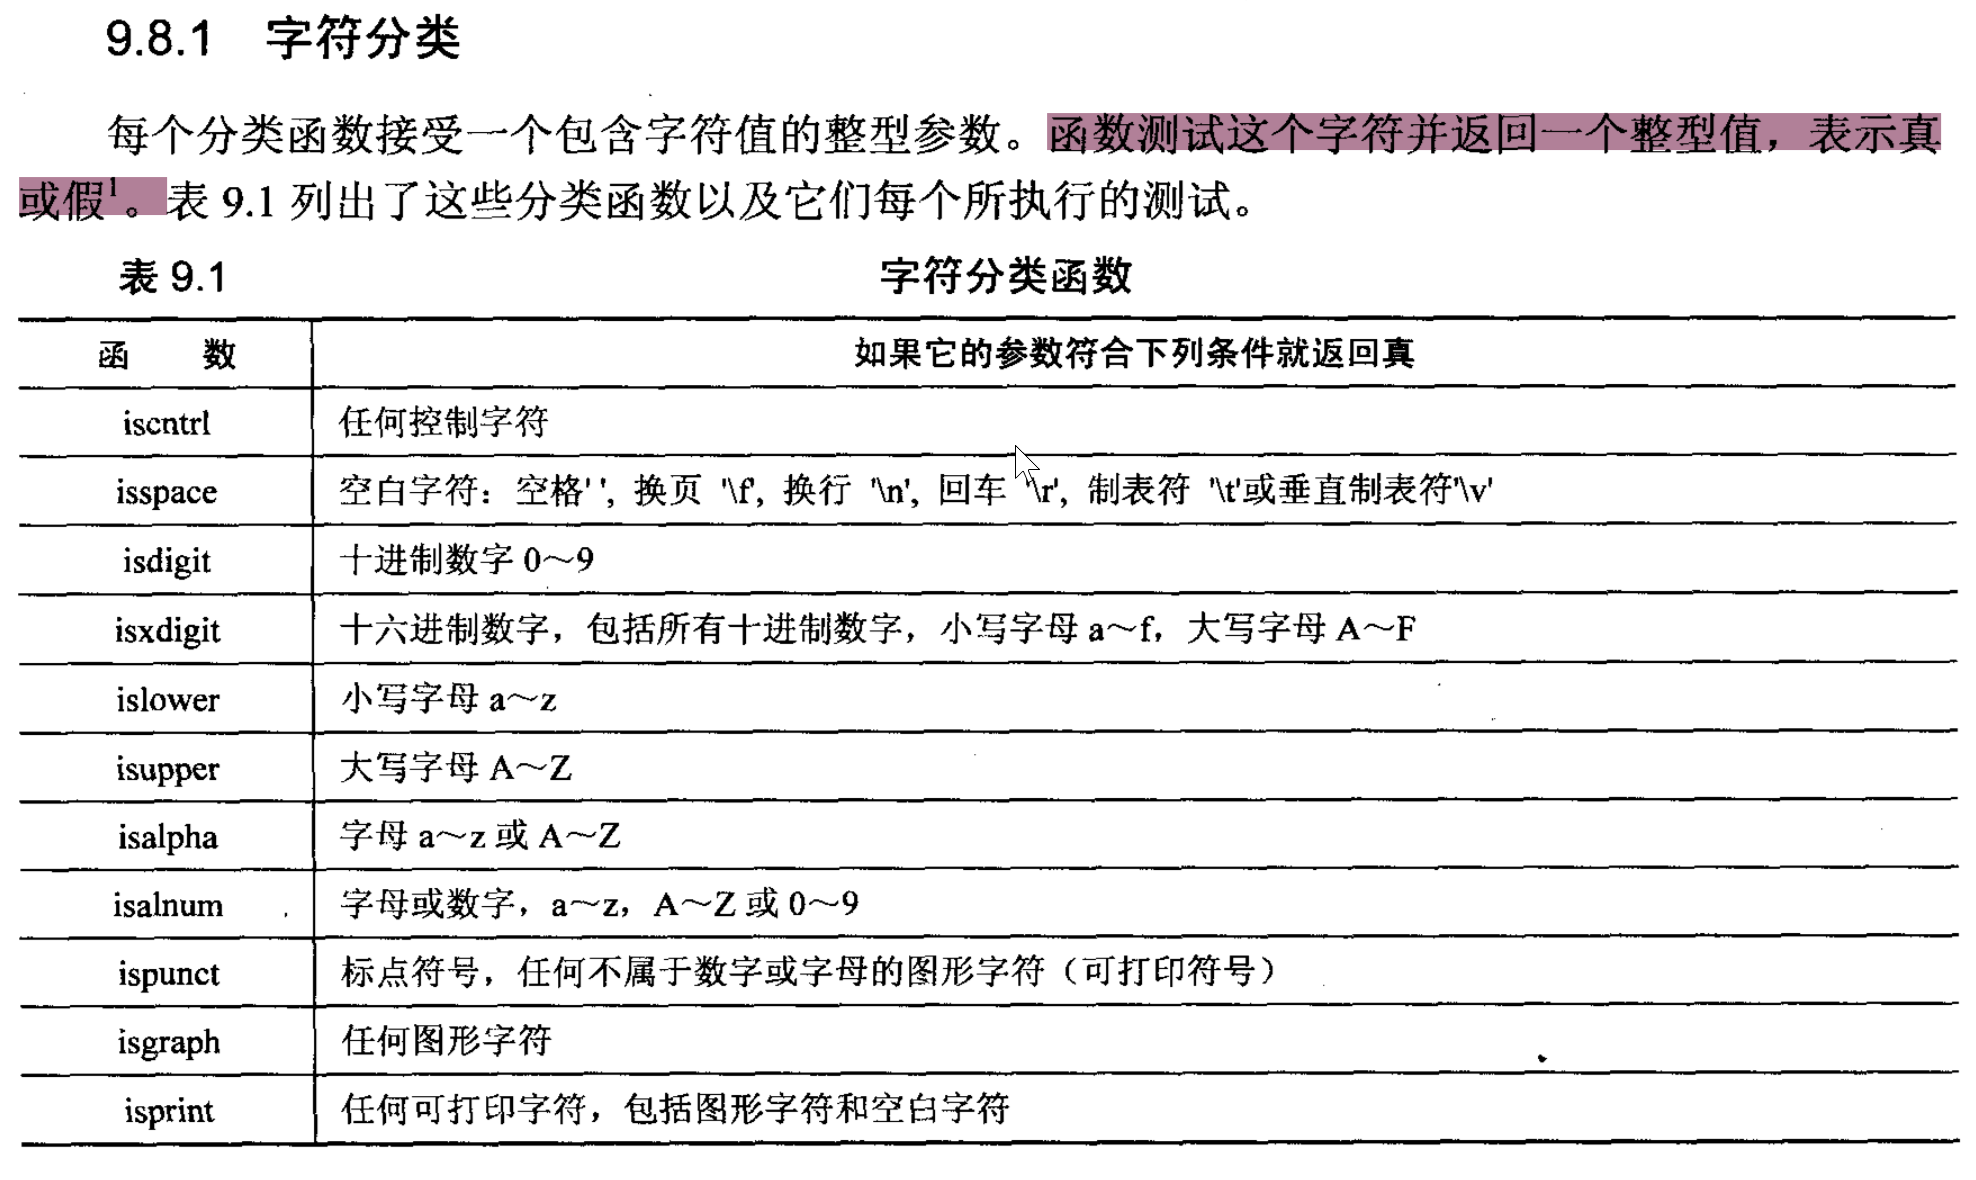 9.8.1 字符分类
每个分类函数接受一个包含字符值的整型参数。函数测试这个字符并返回一个整型值，表示真
或假¹。表 9.1 列出了这些分类函数以及它们每个所执行的测试。
表 9.1 字符分类函数
函 数 如果它的参数符合下列条件就返回真
iscntrl 任何控制字符
isspace 空白字符：空格' ', 换页 '\f', 换行 '\n', 回车 '\r', 制表符 '\t'或垂直制表符'\v'
isdigit 十进制数字 0～9
isxdigit 十六进制数字，包括所有十进制数字，小写字母 a～f，大写字母 A～F
islower 小写字母 a～z
isupper 大写字母 A～Z
isalpha 字母 a～z 或 A～Z
isalnum 字母或数字，a～z，A～Z 或 0～9
ispunct 标点符号，任何不属于数字或字母的图形字符（可打印符号）
isgraph 任何图形字符
isprint 任何可打印字符，包括图形字符和空白字符